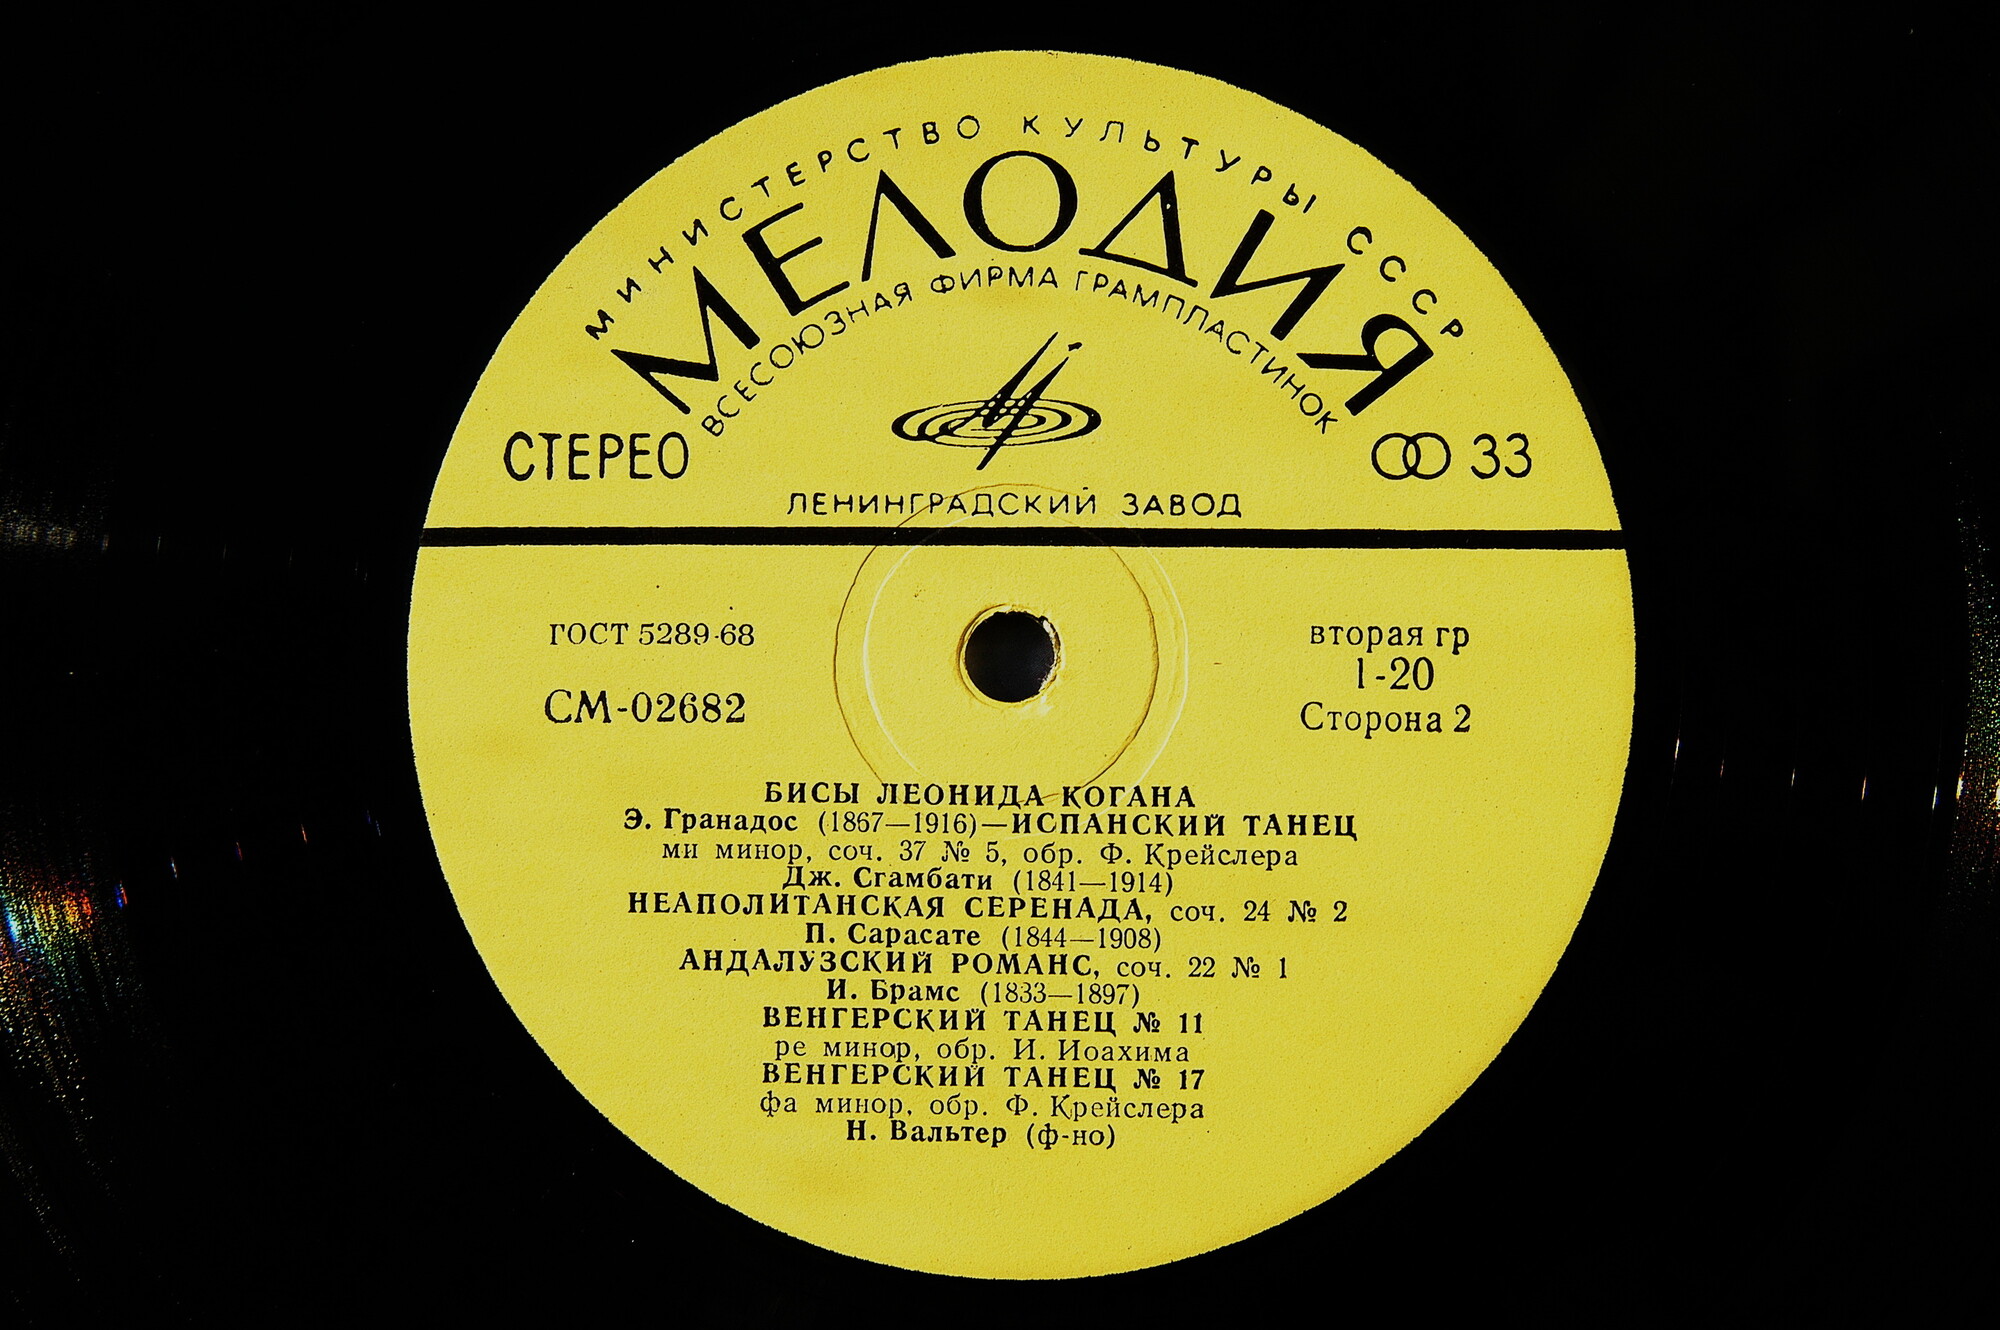 МИНИСТЕРСТВО КУЛЬТУРЫ СССР
МЕЛОДИЯ
ВСЕСОЮЗНАЯ ФИРМА ГРАМПЛАСТИНОК
СТЕРЕО
33
ЛЕНИНГРАДСКИЙ ЗАВОД
ГОСТ 5289-68
вторая гр
1-20
СМ-02682
Сторона 2
БИСЫ ЛЕОНИДА КОГАНА
Э. Гранадос (1867—1916)—ИСПАНСКИЙ ТАНЕЦ
ми минор, соч. 37 № 5, обр. Ф. Крейслера
Дж. Сгамбати (1841—1914)
НЕАПОЛИТАНСКАЯ СЕРЕНАДА, соч. 24 № 2
П. Сарасате (1844—1908)
АНДАЛУЗСКИЙ РОМАНС, соч. 22 № 1
И. Брамс (1833—1897)
ВЕНГЕРСКИЙ ТАНЕЦ № 11
ре минор, обр. И. Иоахима
ВЕНГЕРСКИЙ ТАНЕЦ № 17
фа минор, обр. Ф. Крейслера
Н. Вальтер (ф-но)